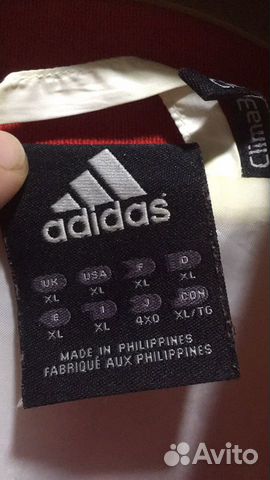 adidas
UK USA F D
XL XL XL XL
E I J CDN
XL XL 4XO XL/TG
MADE IN PHILIPPINES
FABRIQUÉ AUX PHILIPPINES
Avito